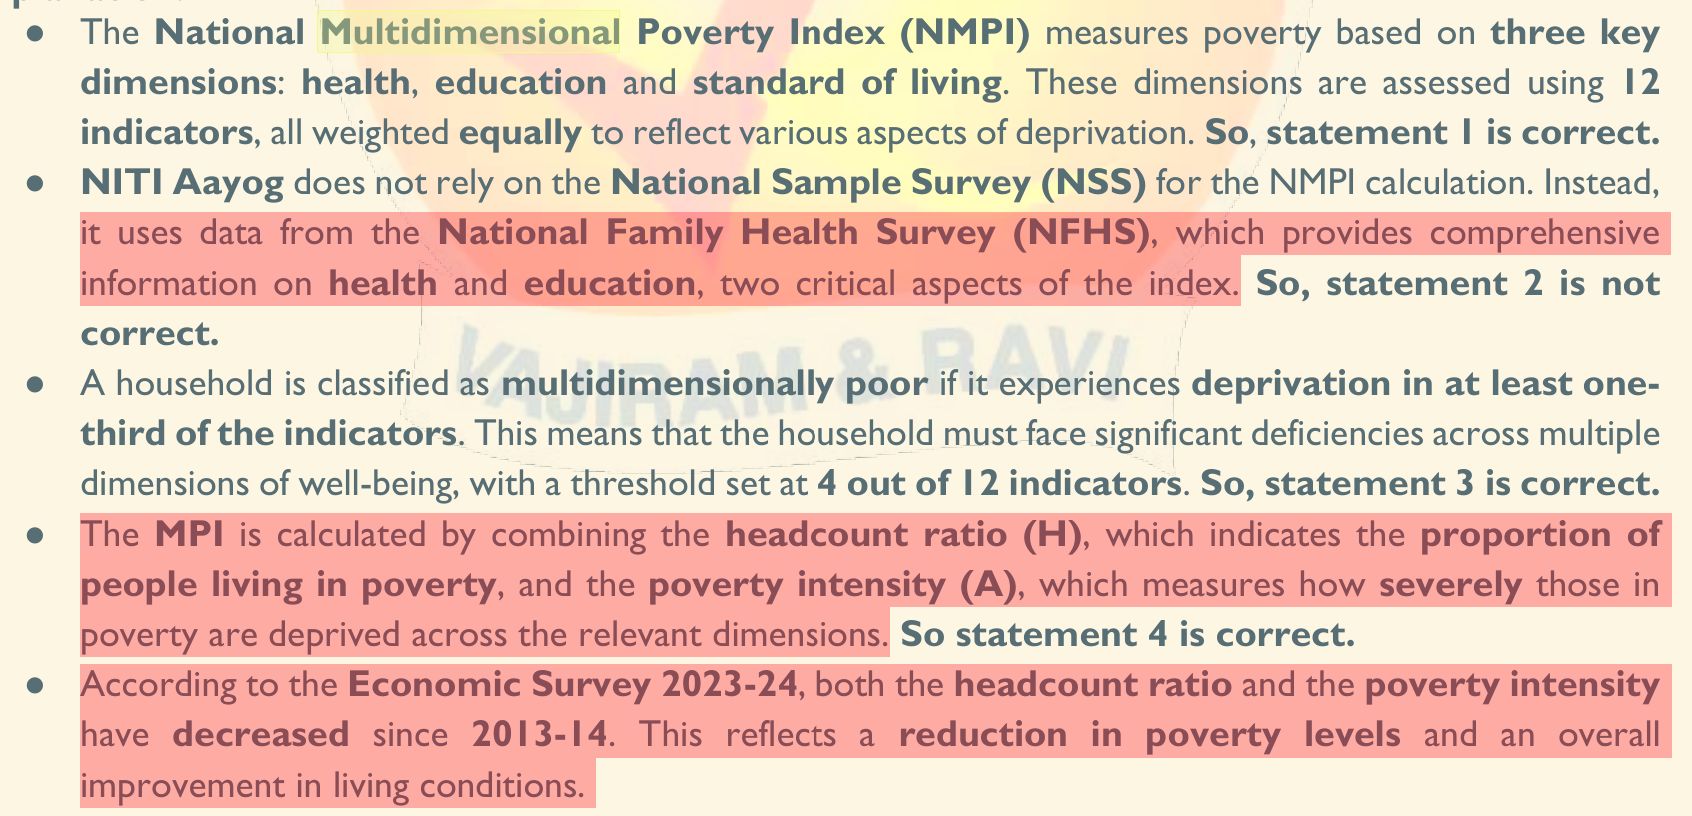 ● The National Multidimensional Poverty Index (NMPI) measures poverty based on three key
dimensions: health, education and standard of living. These dimensions are assessed using 12
indicators, all weighted equally to reflect various aspects of deprivation. So, statement 1 is correct.
● NITI Aayog does not rely on the National Sample Survey (NSS) for the NMPI calculation. Instead,
it uses data from the National Family Health Survey (NFHS), which provides comprehensive
information on health and education, two critical aspects of the index. So, statement 2 is not
correct.
● A household is classified as multidimensionally poor if it experiences deprivation in at least one-
third of the indicators. This means that the household must face significant deficiencies across multiple
dimensions of well-being, with a threshold set at 4 out of 12 indicators. So, statement 3 is correct.
● The MPI is calculated by combining the headcount ratio (H), which indicates the proportion of
people living in poverty, and the poverty intensity (A), which measures how severely those in
poverty are deprived across the relevant dimensions. So statement 4 is correct.
● According to the Economic Survey 2023-24, both the headcount ratio and the poverty intensity
have decreased since 2013-14. This reflects a reduction in poverty levels and an overall
improvement in living conditions.
VAJIRAM & RAVI